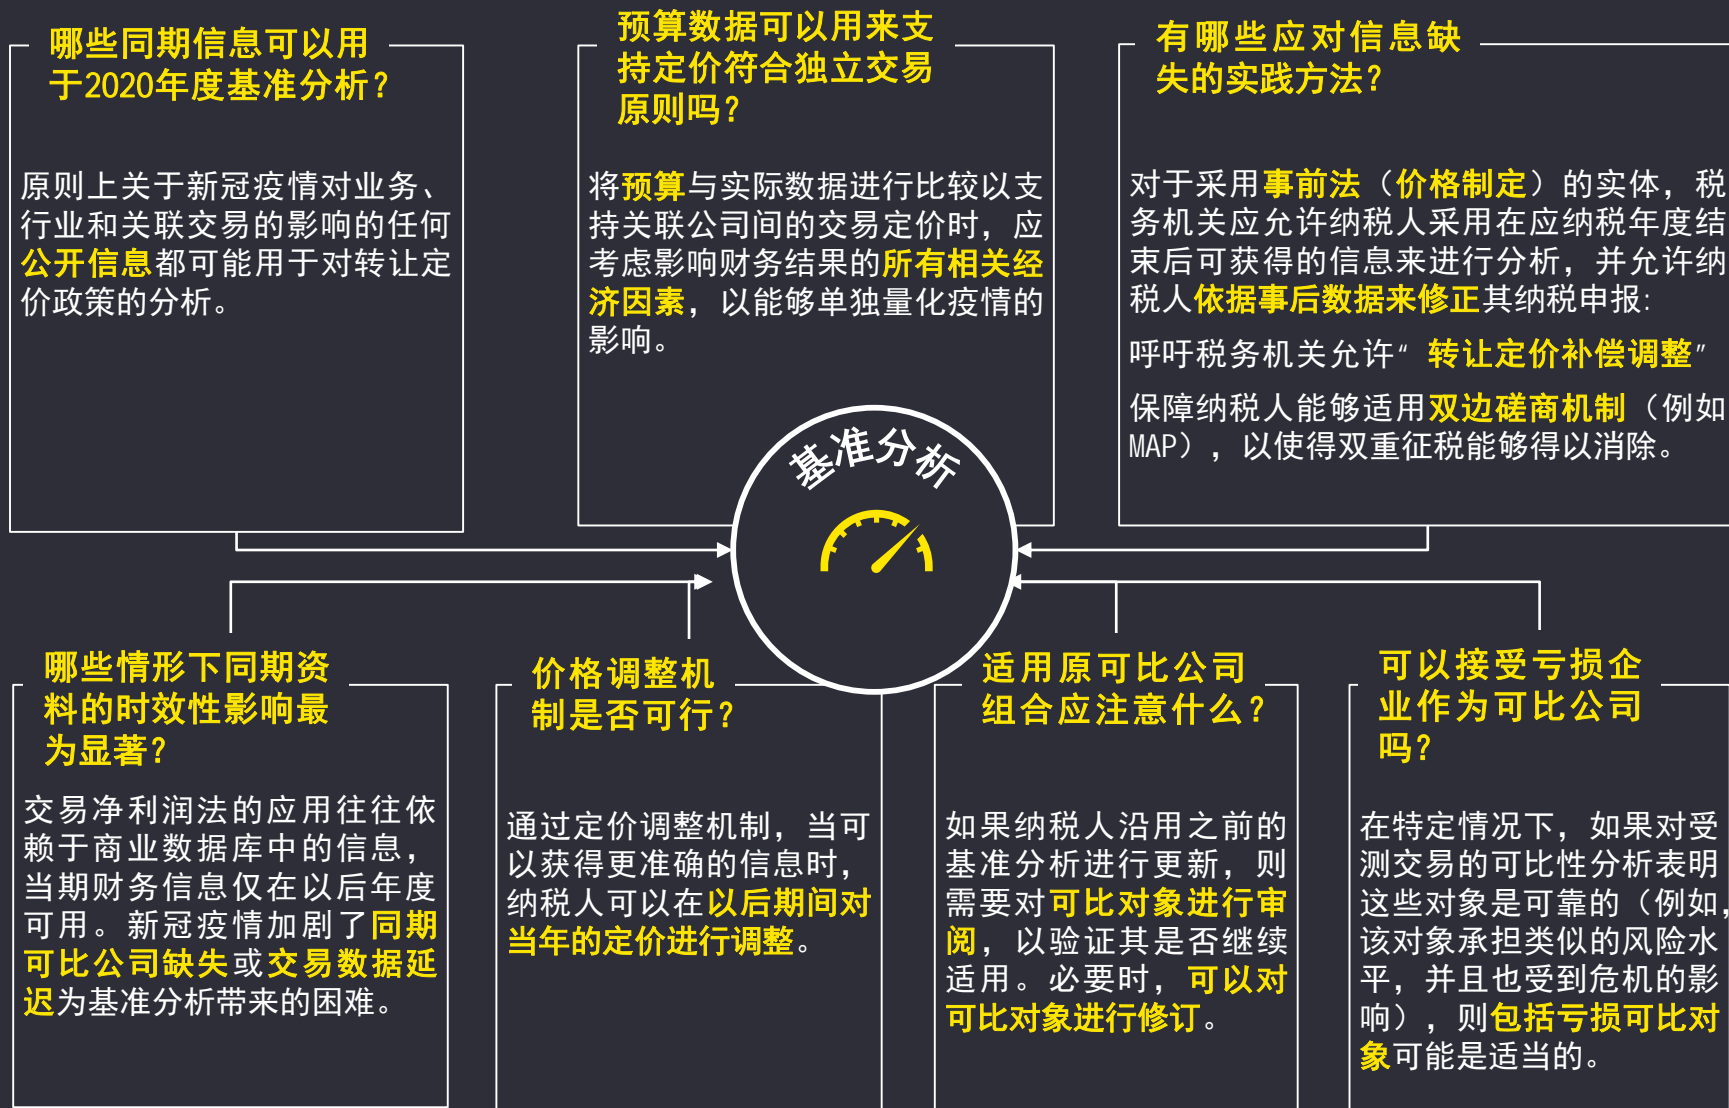 哪些同期信息可以用
于2020年度基准分析?
原则上关于新冠疫情对业务、
行业和关联交易的影响的任何
公开信息都可能用于对转让定
价政策的分析。
预算数据可以用来支
持定价符合独立交易
原则吗?
将预算与实际数据进行比较以支
持关联公司间的交易定价时，应
考虑影响财务结果的所有相关经
济因素，以能够单独量化疫情的
影响。
有哪些应对信息缺
失的实践方法?
对于采用事前法（价格制定）的实体，税
务机关应允许纳税人采用在应纳税年度结
束后可获得的信息来进行分析，并允许纳
税人依据事后数据来修正其纳税申报:
呼吁税务机关允许“ 转让定价补偿调整”
保障纳税人能够适用双边磋商机制（例如
MAP），以使得双重征税能够得以消除。
基准分析
哪些情形下同期资
料的时效性影响最
为显著?
交易净利润法的应用往往依
赖于商业数据库中的信息，
当期财务信息仅在以后年度
可用。新冠疫情加剧了同期
可比公司缺失或交易数据延
迟为基准分析带来的困难。
价格调整机
制是否可行?
通过定价调整机制，当可
以获得更准确的信息时，
纳税人可以在以后期间对
当年的定价进行调整。
适用原可比公司
组合应注意什么?
如果纳税人沿用之前的
基准分析进行更新，则
需要对可比对象进行审
阅，以验证其是否继续
适用。必要时，可以对
可比对象进行修订。
可以接受亏损企
业作为可比公司
吗?
在特定情况下，如果对受
测交易的可比性分析表明
这些对象是可靠的（例如，
该对象承担类似的风险水
平，并且也受到危机的影
响），则包括亏损可比对
象可能是适当的。